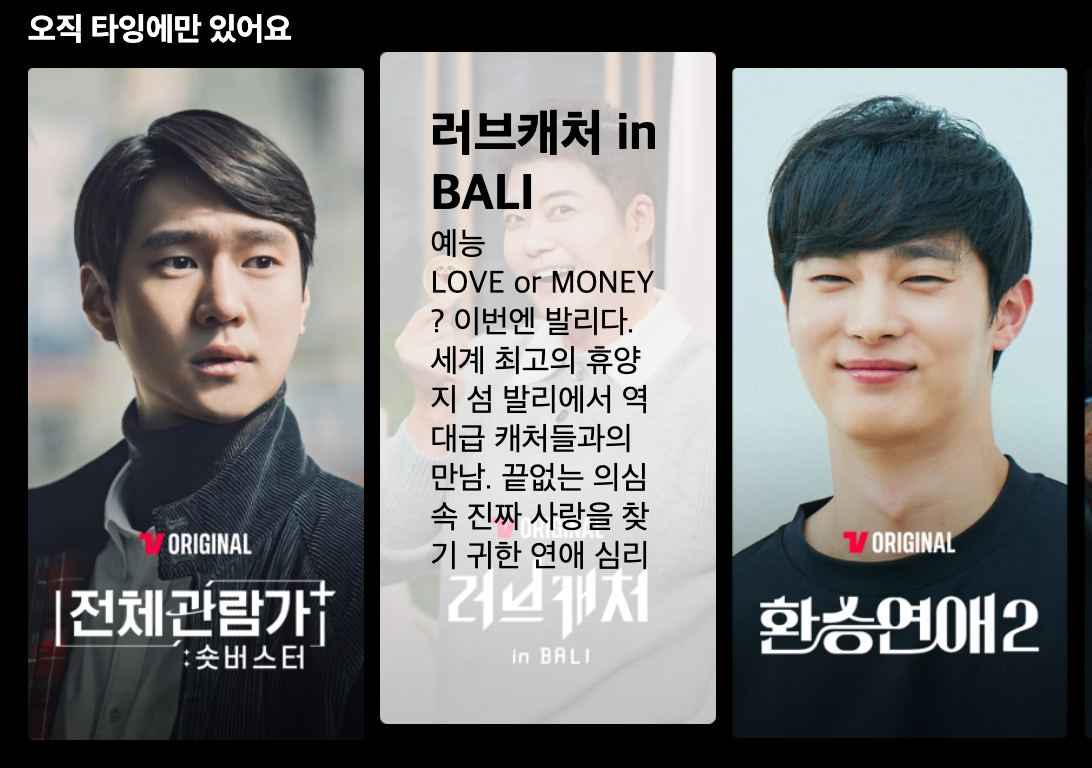 오직 타잉에만 있어요
ORIGINAL
전체관람가+
:숏버스터
러브캐처 in
BALI
예능
LOVE or MONEY
? 이번엔 발리다.
세계 최고의 휴양
지 섬 발리에서 역
대급 캐처들과의
만남. 끝없는 의심
속 진짜 사랑을 찾
기 귀한 연애 심리
ORIGINAL
러브캐처
in BALI
ORIGINAL
환승연애2